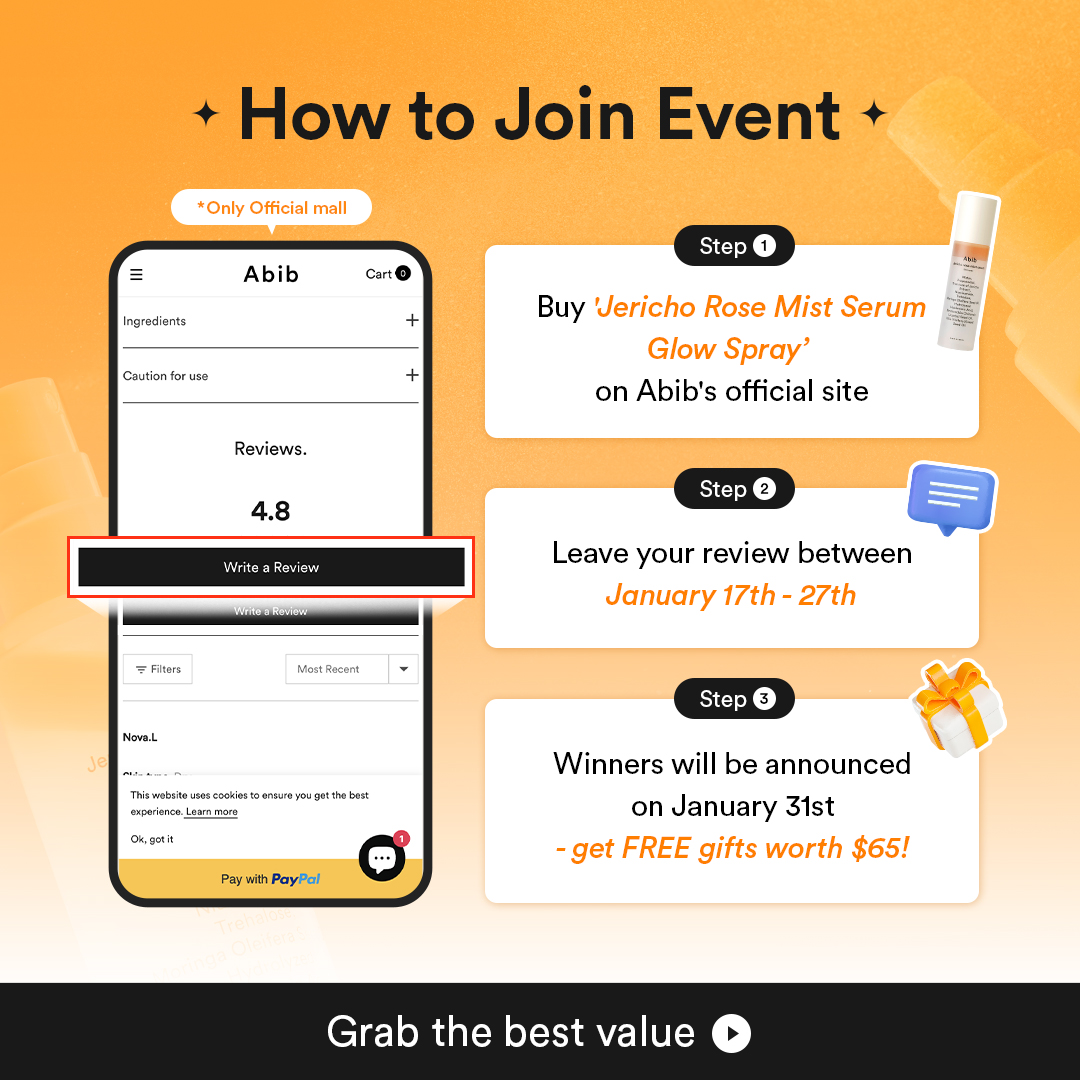 How to Join Event
*Only Official mall
Abib
Cart 0
Ingredients
Caution for use
Reviews.
4.8
Write a Review
Write a Review
Filters
Most Recent
Nova.L
This website uses cookies to ensure you get the best
experience. Learn more
Ok, got it
1
Pay with PayPal
Step 1
Buy 'Jericho Rose Mist Serum
Glow Spray’
on Abib's official site
Abib
Step 2
Leave your review between
January 17th - 27th
Step 3
Winners will be announced
on January 31st
- get FREE gifts worth $65!
Grab the best value